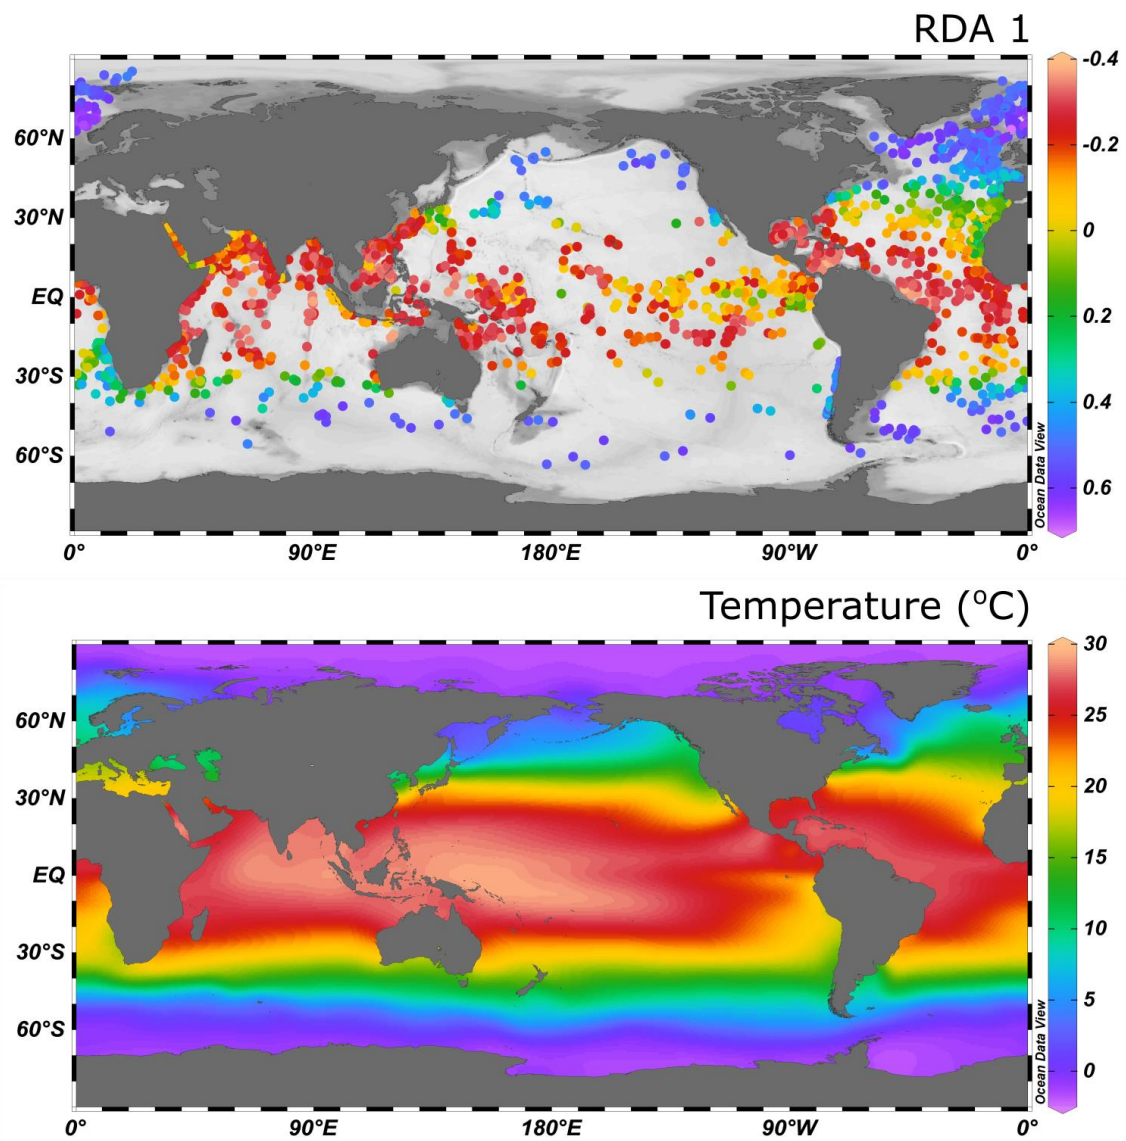 RDA 1
-0.4
60°N
-0.2
30°N
0
EQ
0.2
30°S
0.4
60°S
0.6
Ocean Data View
0° 90°E 180°E 90°W 0°
Temperature (°C)
30
60°N
25
30°N
20
EQ
15
10
30°S
5
60°S
0
Ocean Data View
0° 90°E 180°E 90°W 0°